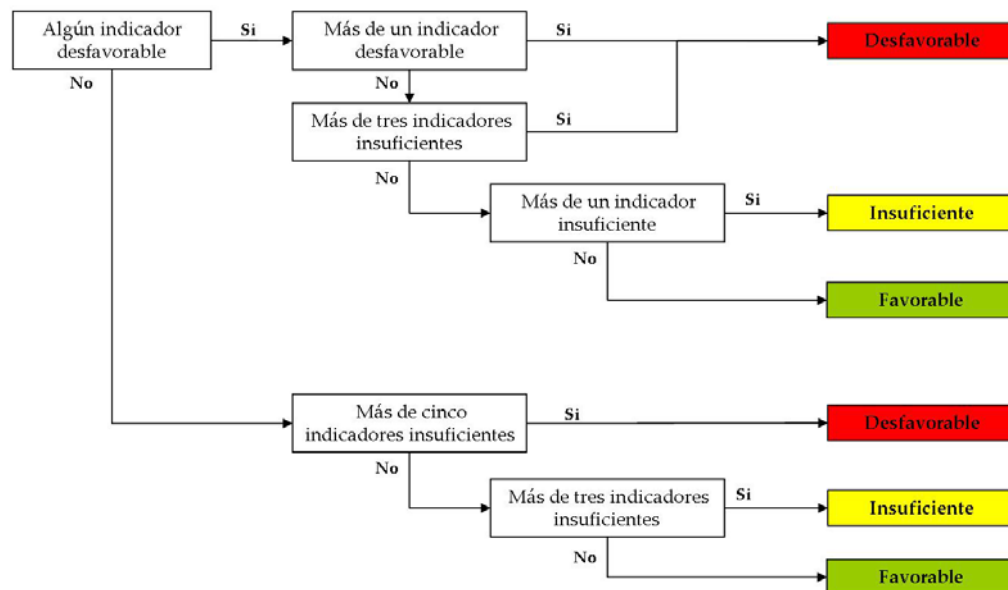 Algún indicador
desfavorable
Si
Más de un indicador
desfavorable
Si
Desfavorable
No
No
Más de tres indicadores
insuficientes
Si
No
Más de un indicador
insuficiente
Si
Insuficiente
No
Favorable
Más de cinco
indicadores insuficientes
Si
Desfavorable
No
Más de tres indicadores
insuficientes
Si
Insuficiente
No
Favorable